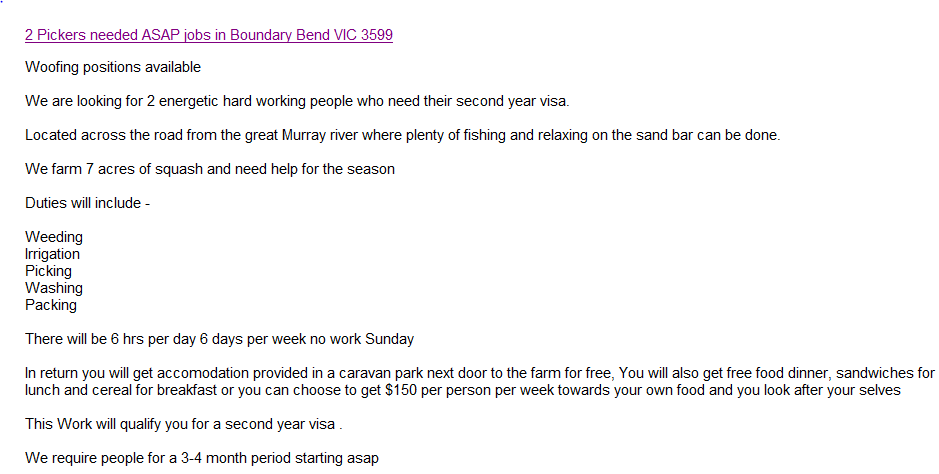 2 Pickers needed ASAP jobs in Boundary Bend VIC 3599
Woofing positions available
We are looking for 2 energetic hard working people who need their second year visa.
Located across the road from the great Murray river where plenty of fishing and relaxing on the sand bar can be done.
We farm 7 acres of squash and need help for the season
Duties will include -
Weeding
Irrigation
Picking
Washing
Packing
There will be 6 hrs per day 6 days per week no work Sunday
In return you will get accomodation provided in a caravan park next door to the farm for free, You will also get free food dinner, sandwiches for
lunch and cereal for breakfast or you can choose to get $150 per person per week towards your own food and you look after your selves
This Work will qualify you for a second year visa .
We require people for a 3-4 month period starting asap